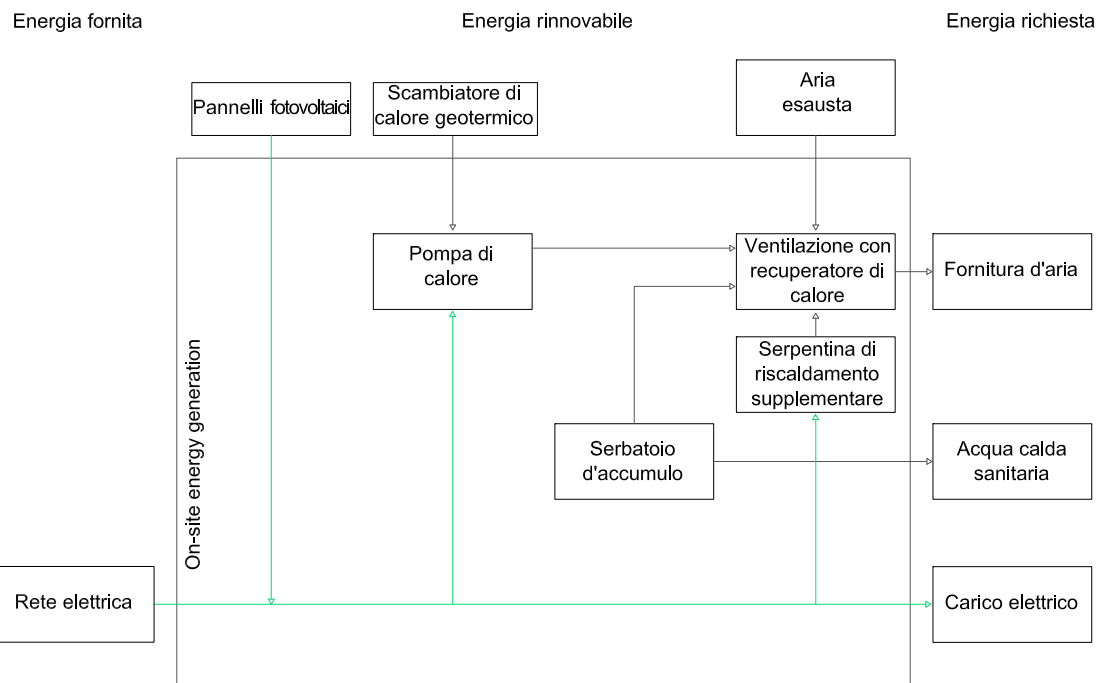 Energia fornita
Energia rinnovabile
Energia richiesta
Pannelli fotovoltaici
Scambiatore di
calore geotermico
Aria
esausta
Pompa di
calore
Ventilazione con
recuperatore di
calore
Fornitura d'aria
Serpentina di
riscaldamento
supplementare
On-site energy generation
Serbatoio
d'accumulo
Acqua calda
sanitaria
Rete elettrica
Carico elettrico